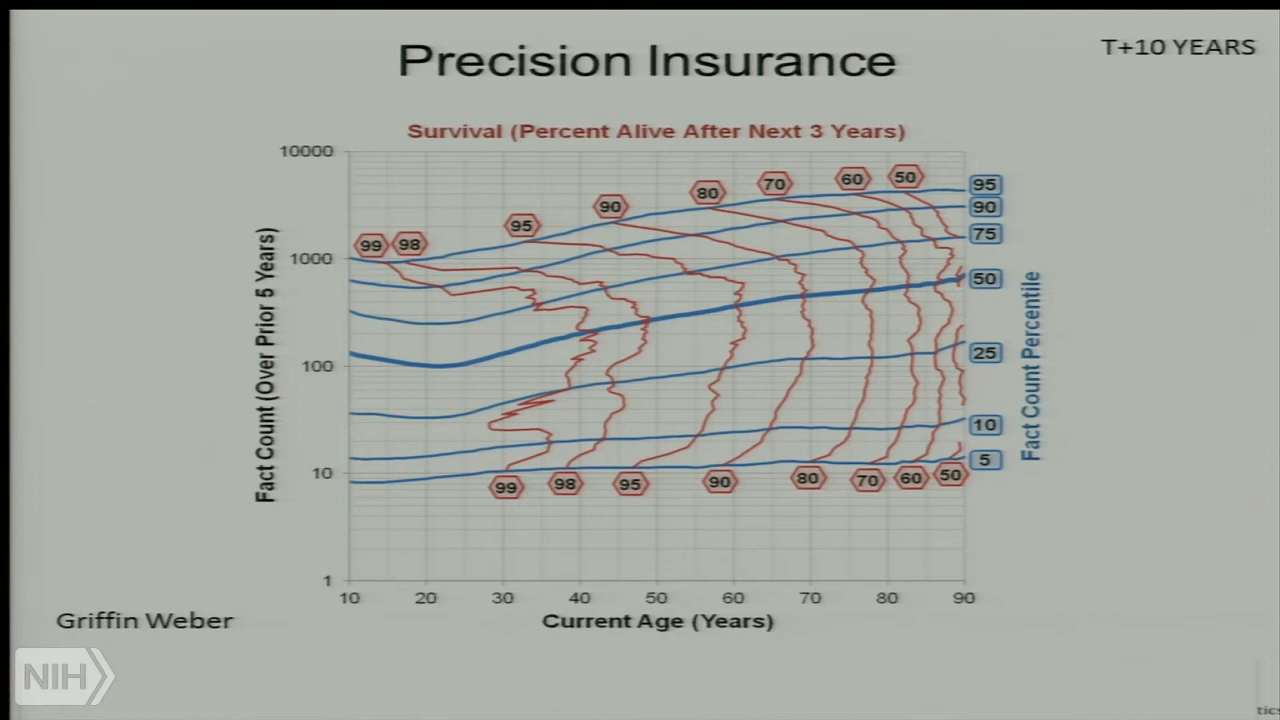 Precision Insurance
T+10 YEARS
Survival (Percent Alive After Next 3 Years)
10000
1000
100
10
1
Fact Count (Over Prior 5 Years)
99 98 95 90 80 70 60 50
95
90
75
50
25
10
5
Fact Count Percentile
99 98 95 90 80 70 60 50
10 20 30 40 50 60 70 80 90
Current Age (Years)
Griffin Weber
NIH